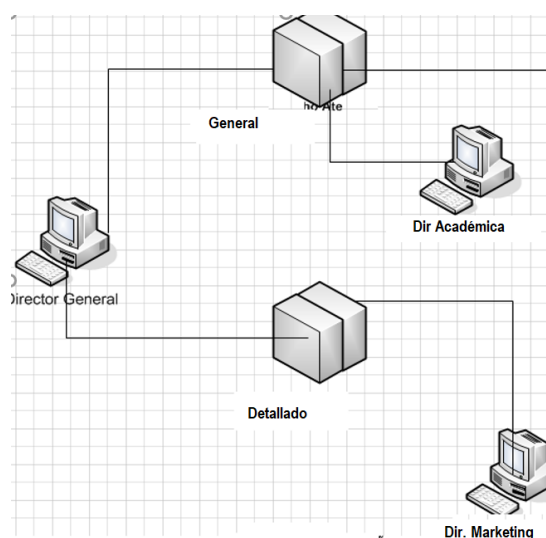 General
Dir Académica
Director General
Detallado
Dir. Marketing